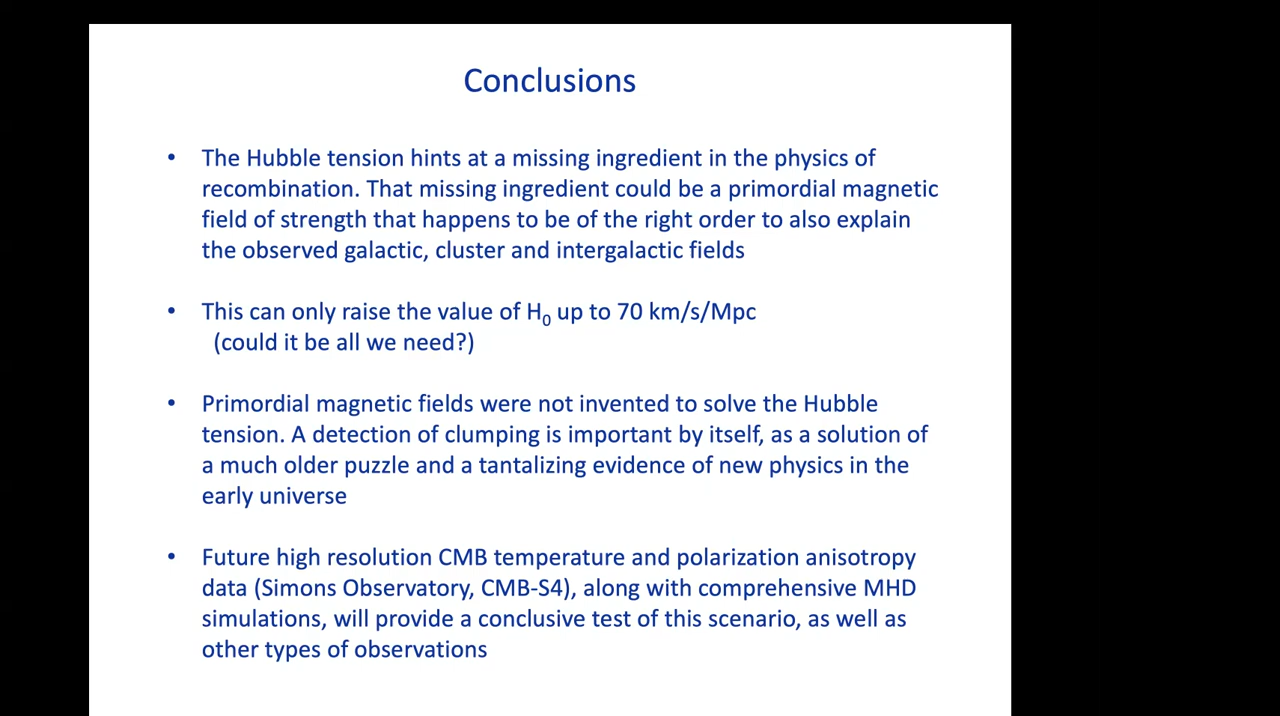 Conclusions
• The Hubble tension hints at a missing ingredient in the physics of
recombination. That missing ingredient could be a primordial magnetic
field of strength that happens to be of the right order to also explain
the observed galactic, cluster and intergalactic fields
• This can only raise the value of H₀ up to 70 km/s/Mpc
(could it be all we need?)
• Primordial magnetic fields were not invented to solve the Hubble
tension. A detection of clumping is important by itself, as a solution of
a much older puzzle and a tantalizing evidence of new physics in the
early universe
• Future high resolution CMB temperature and polarization anisotropy
data (Simons Observatory, CMB-S4), along with comprehensive MHD
simulations, will provide a conclusive test of this scenario, as well as
other types of observations